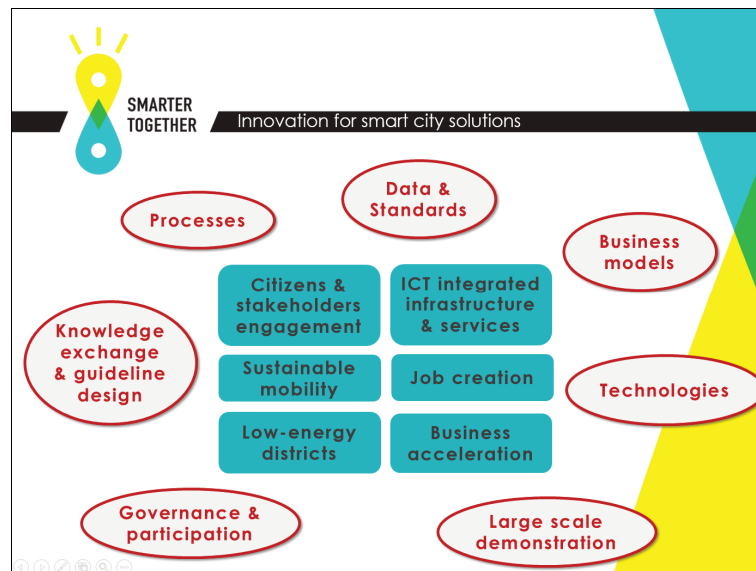 SMARTER
TOGETHER
Innovation for smart city solutions
Data &
Standards
Processes
Business
models
Citizens &
stakeholders
engagement
ICT integrated
infrastructure
& services
Knowledge
exchange
& guideline
design
Sustainable
mobility
Job creation
Technologies
Low-energy
districts
Business
acceleration
Governance &
participation
Large scale
demonstration